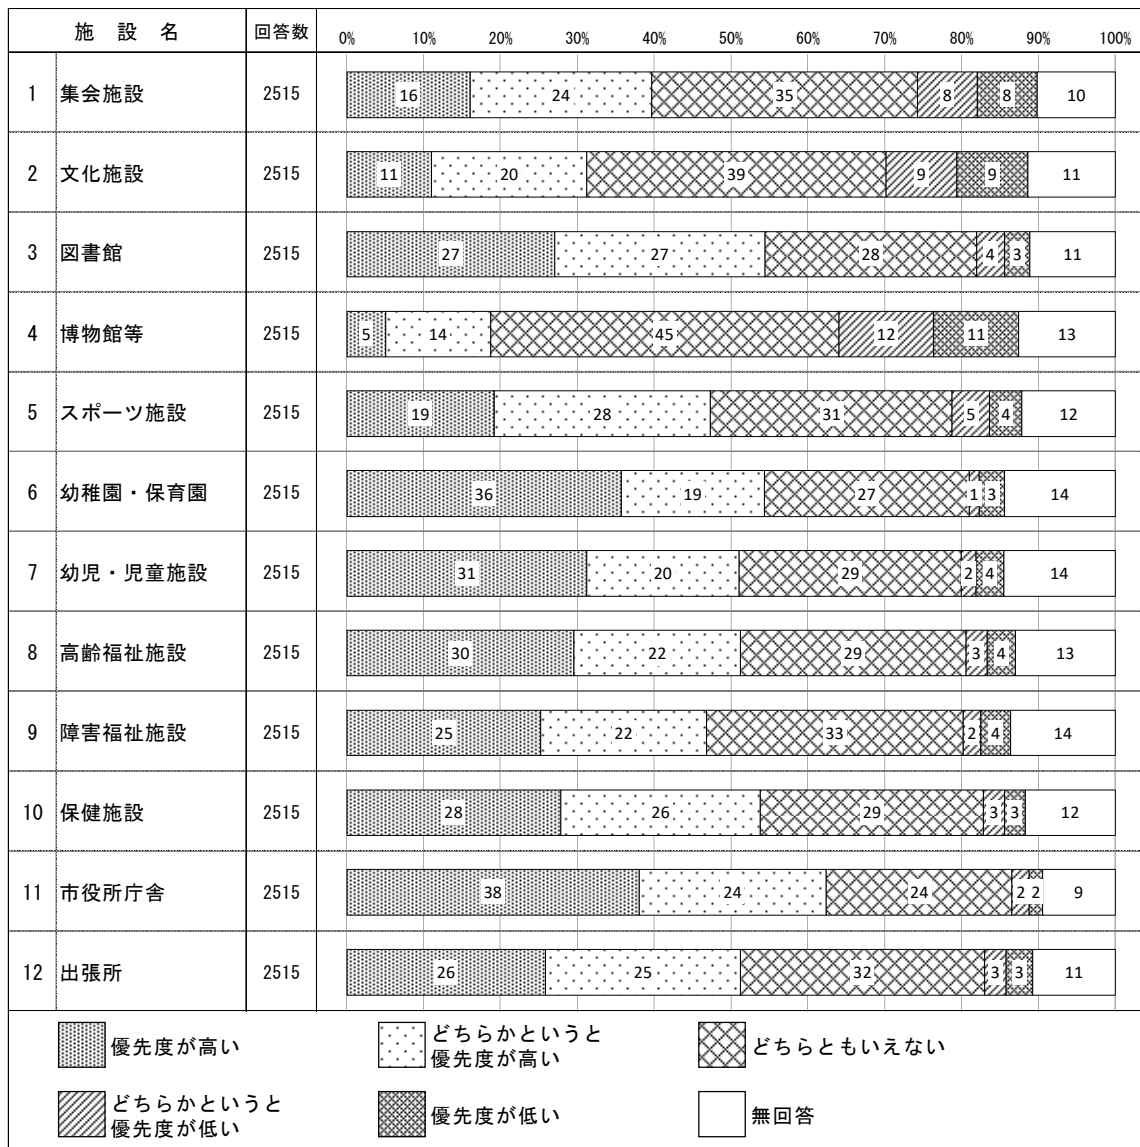 施 設 名 回答数 0% 10% 20% 30% 40% 50% 60% 70% 80% 90% 100%
1 集会施設 2515 16 24 35 8 8 10
2 文化施設 2515 11 20 39 9 9 11
3 図書館 2515 27 27 28 4 3 11
4 博物館等 2515 5 14 45 12 11 13
5 スポーツ施設 2515 19 28 31 5 4 12
6 幼稚園・保育園 2515 36 19 27 1 3 14
7 幼児・児童施設 2515 31 20 29 2 4 14
8 高齢福祉施設 2515 30 22 29 3 4 13
9 障害福祉施設 2515 25 22 33 2 4 14
10 保健施設 2515 28 26 29 3 3 12
11 市役所庁舎 2515 38 24 24 2 2 9
12 出張所 2515 26 25 32 3 3 11
優先度が高い
どちらかというと
優先度が高い
どちらともいえない
どちらかというと
優先度が低い
優先度が低い
無回答